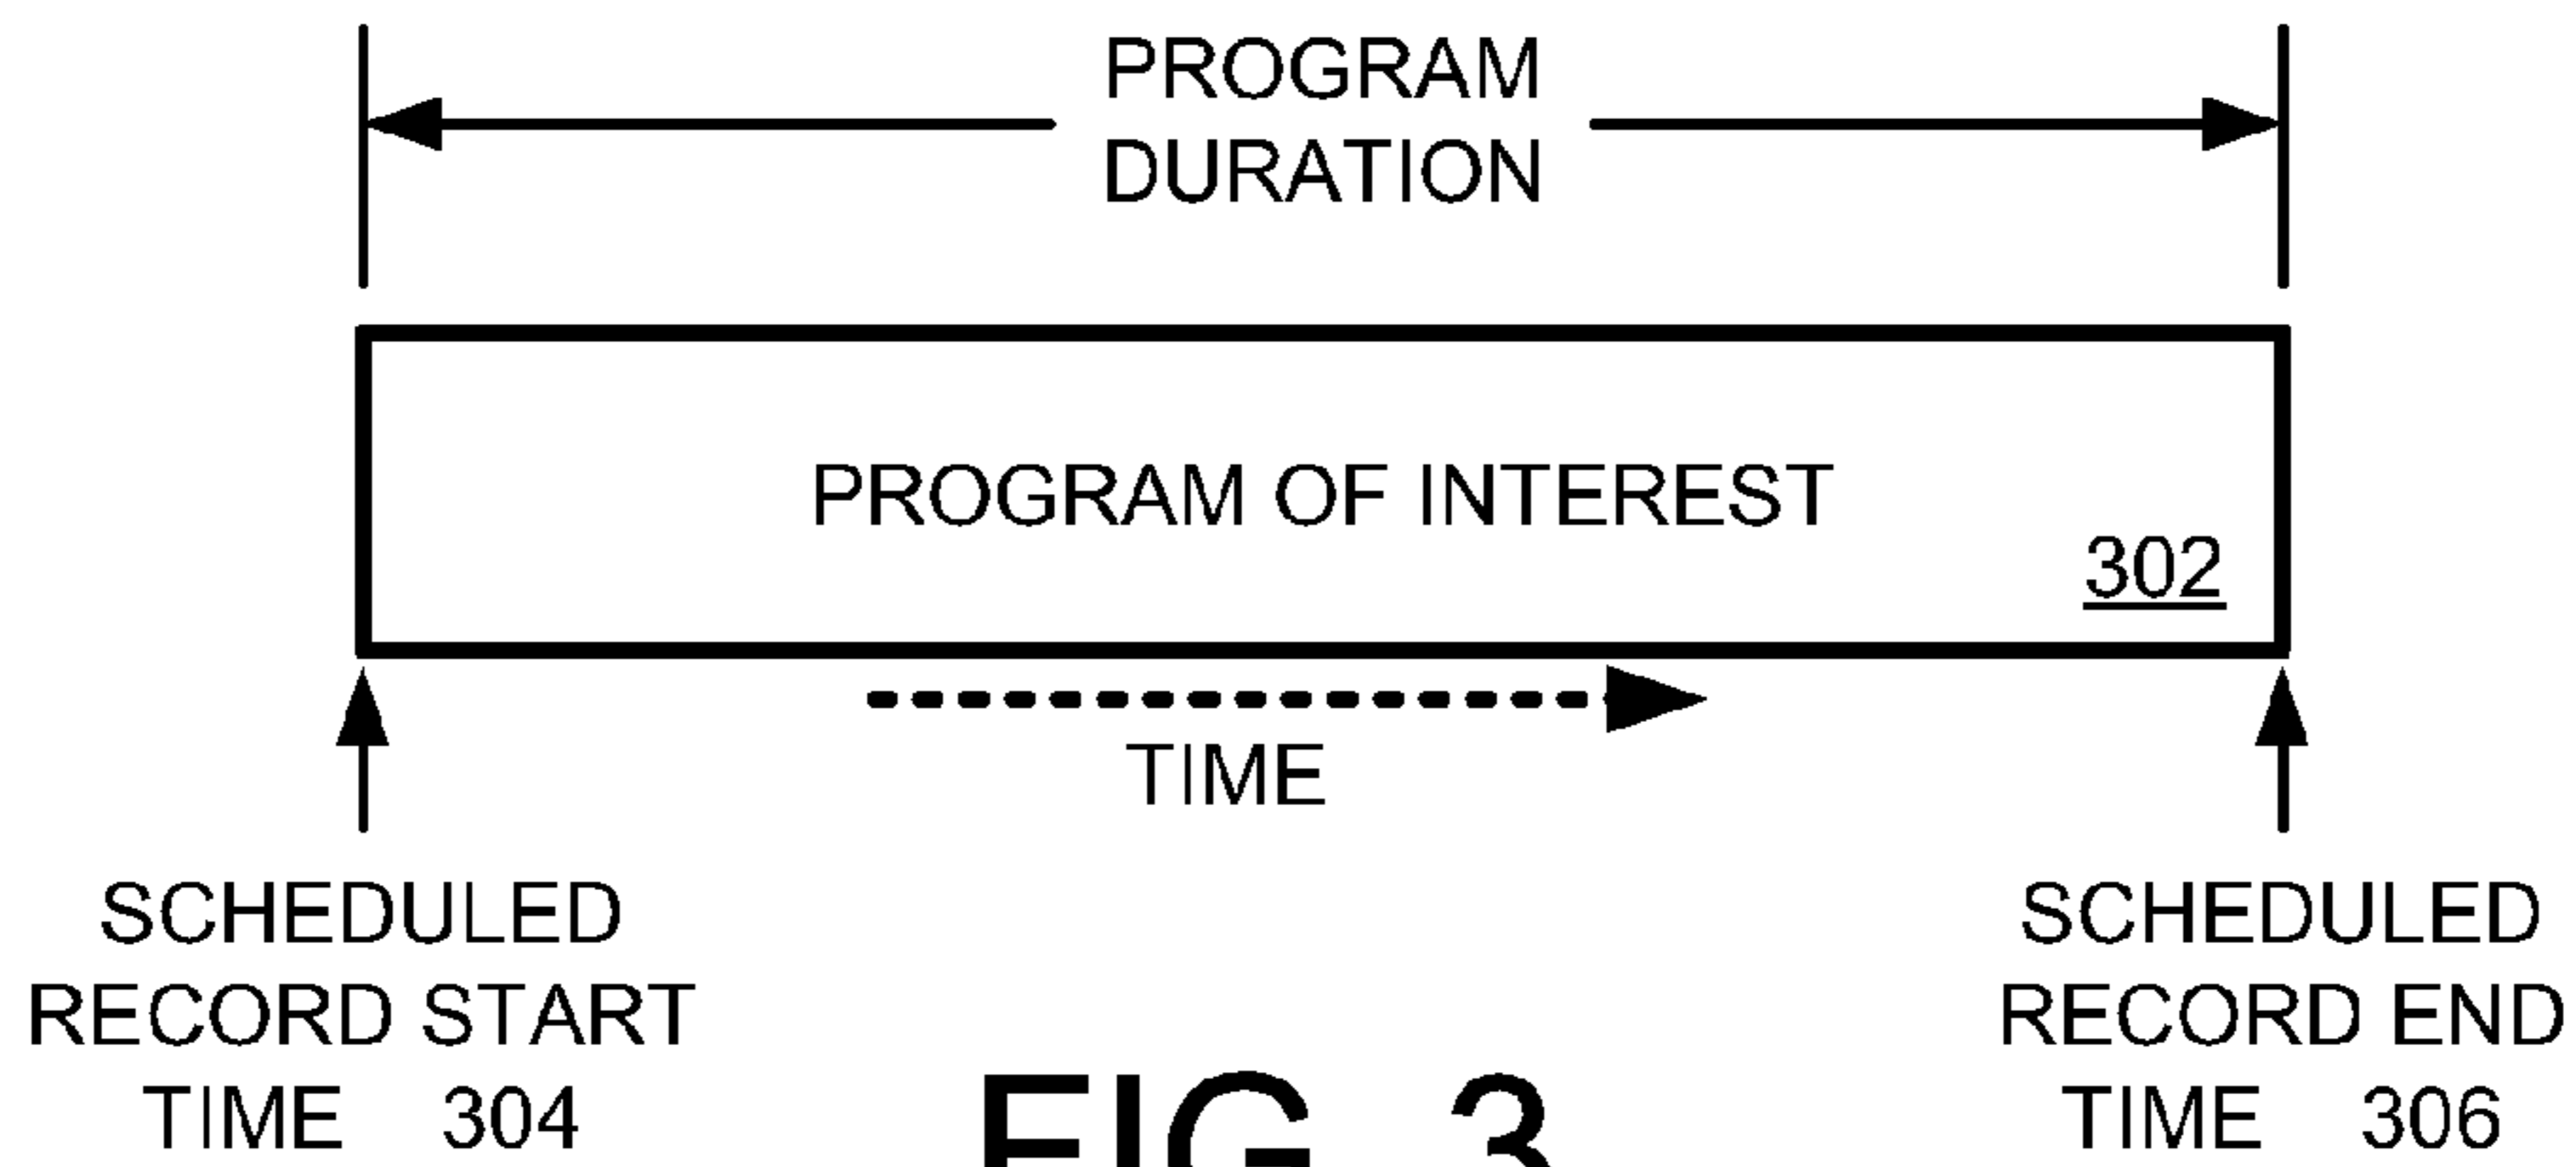 PROGRAM
DURATION
PROGRAM OF INTEREST
302
TIME
SCHEDULED
RECORD START
TIME 304
SCHEDULED
RECORD END
TIME 306
FIG. 3